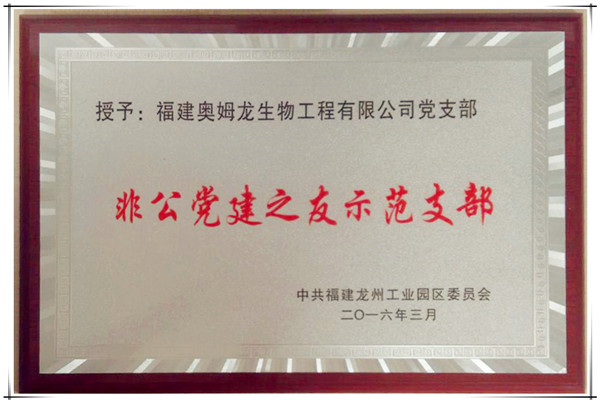 授予：福建奥姆龙生物工程有限公司党支部
非公党建之友示范支部
中共福建龙州工业园区委员会
二〇一六年三月